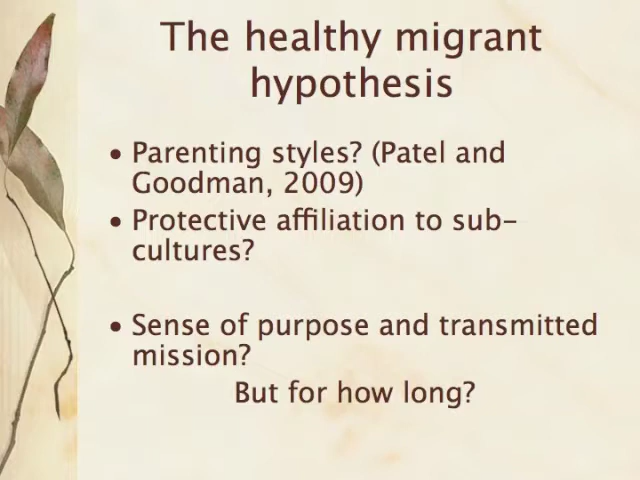 The healthy migrant
hypothesis
• Parenting styles? (Patel and
Goodman, 2009)
• Protective affiliation to sub-
cultures?
• Sense of purpose and transmitted
mission?
But for how long?